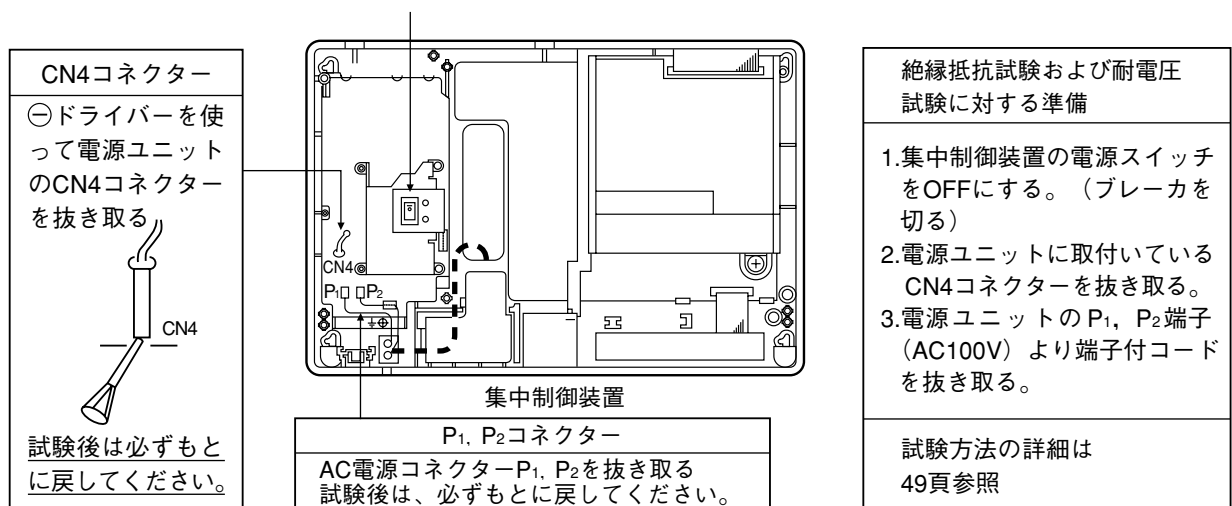 CN4コネクター
⊖ドライバーを使
って電源ユニット
のCN4コネクター
を抜き取る
CN4
試験後は必ずもと
に戻してください。
CN4
P1 P2
集中制御装置
P1, P2コネクター
AC電源コネクターP1, P2を抜き取る
試験後は、必ずもとに戻してください。
絶縁抵抗試験および耐電圧
試験に対する準備
1.集中制御装置の電源スイッチ
をOFFにする。（ブレーカを
切る）
2.電源ユニットに取付いている
CN4コネクターを抜き取る。
3.電源ユニットのP1, P2端子
（AC100V）より端子付コード
を抜き取る。
試験方法の詳細は
49頁参照